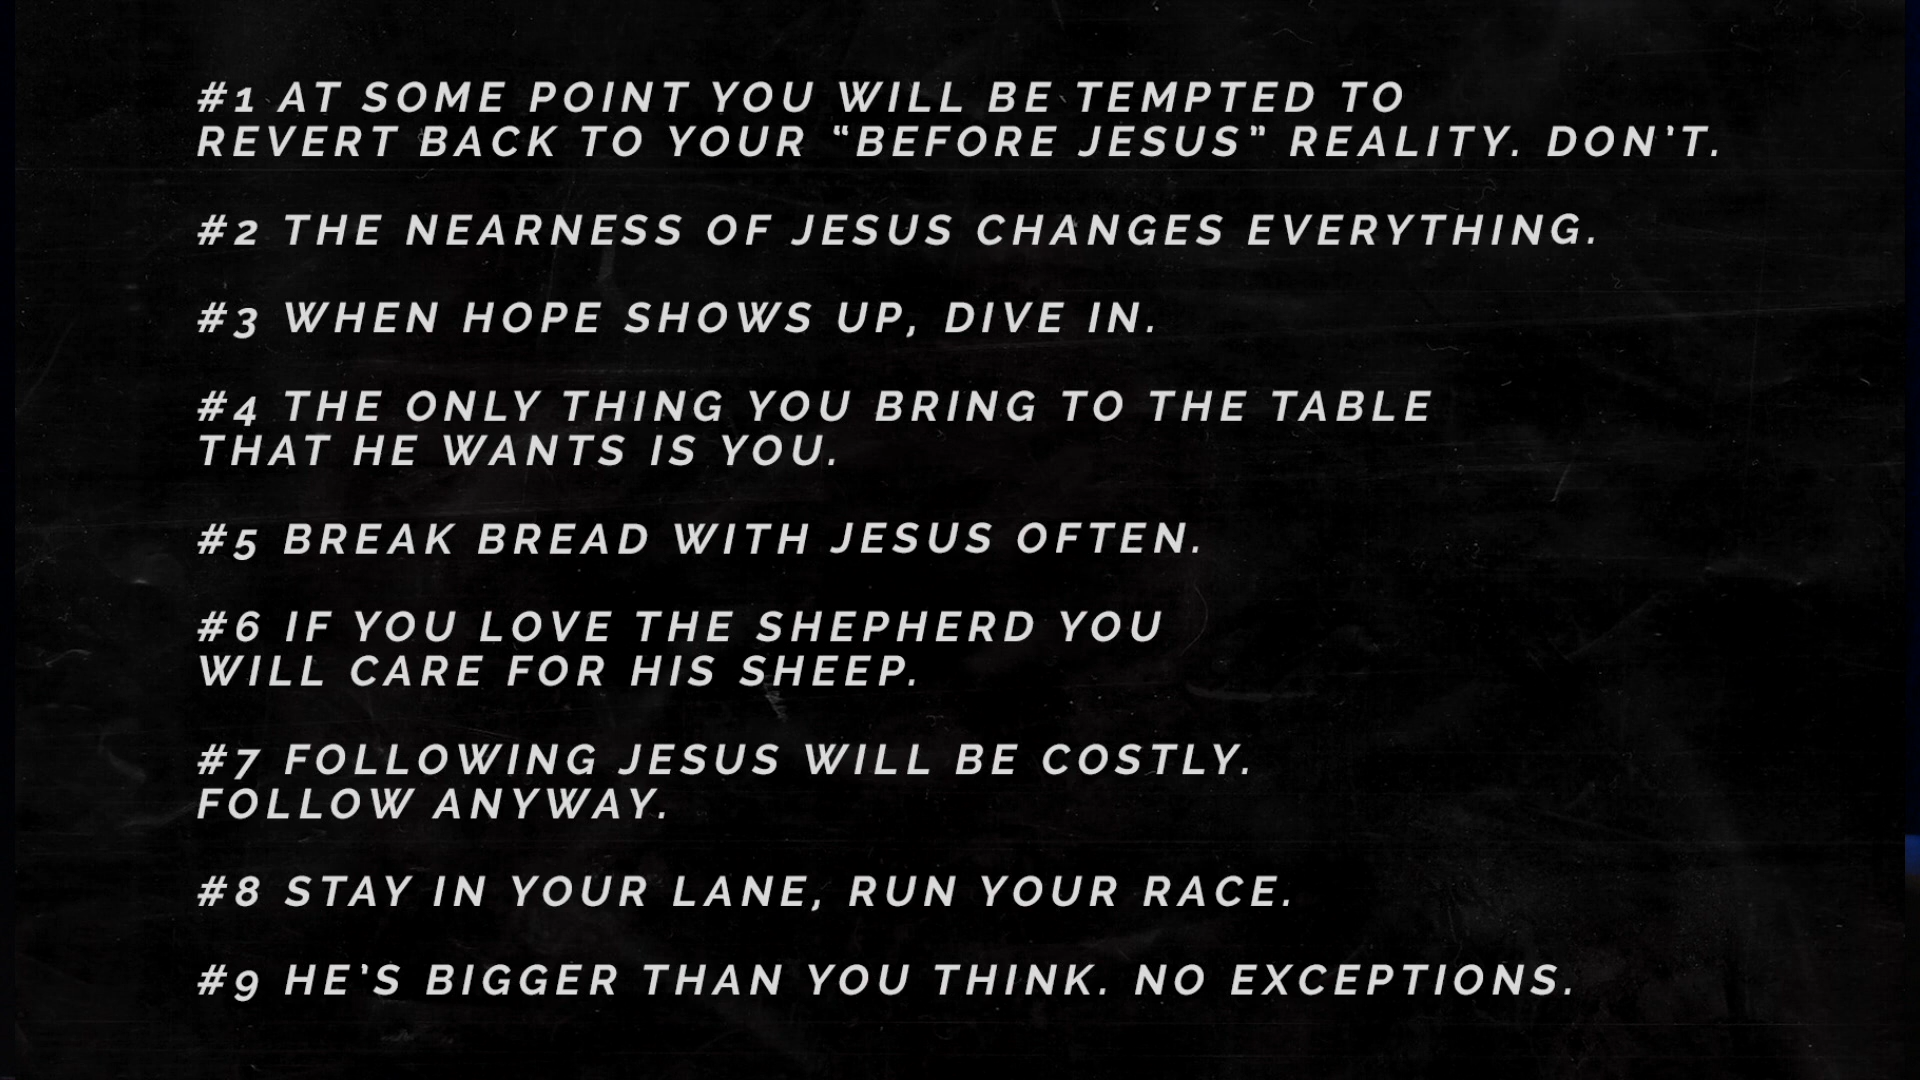 #1 AT SOME POINT YOU WILL BE TEMPTED TO
REVERT BACK TO YOUR “BEFORE JESUS” REALITY. DON’T.
#2 THE NEARNESS OF JESUS CHANGES EVERYTHING.
#3 WHEN HOPE SHOWS UP, DIVE IN.
#4 THE ONLY THING YOU BRING TO THE TABLE
THAT HE WANTS IS YOU.
#5 BREAK BREAD WITH JESUS OFTEN.
#6 IF YOU LOVE THE SHEPHERD YOU
WILL CARE FOR HIS SHEEP.
#7 FOLLOWING JESUS WILL BE COSTLY.
FOLLOW ANYWAY.
#8 STAY IN YOUR LANE, RUN YOUR RACE.
#9 HE’S BIGGER THAN YOU THINK. NO EXCEPTIONS.